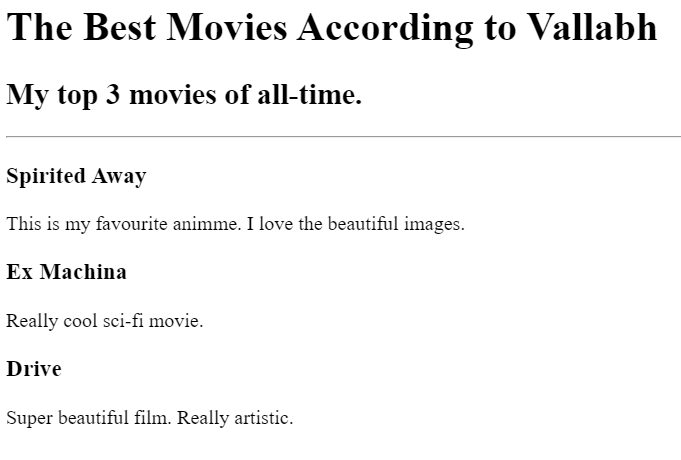 The Best Movies According to Vallabh
My top 3 movies of all-time.
Spirited Away
This is my favourite animme. I love the beautiful images.
Ex Machina
Really cool sci-fi movie.
Drive
Super beautiful film. Really artistic.